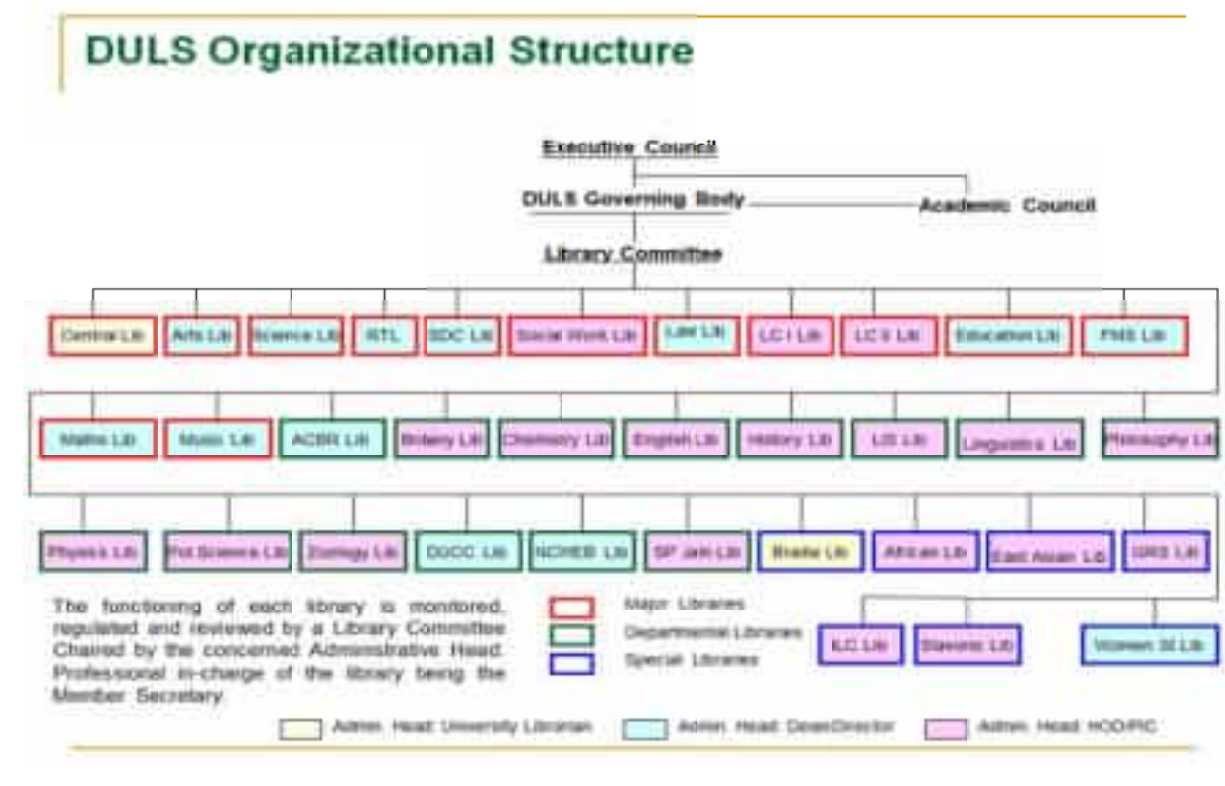 DULS Organizational Structure
Executive Council
DULS Governing Body
Academic Council
Library Committee
Central Lib Arts Lib Science Lib RTL SDC Lib Social Work Lib Law Lib LC I Lib LC II Lib Education Lib FMS Lib
Maths Lib Music Lib ACBR Lib Botany Lib Chemistry Lib English Lib History Lib LIS Lib Linguistics Lib Philosophy Lib
Physics Lib Pol.Science Lib Zoology Lib DUCC Lib Lib SP Jain Lib Braille Lib African Lib East Asian Lib Lib
The functioning of each library is monitored,
regulated and reviewed by a Library Committee
Chaired by the concerned Administrative Head.
Professional in-charge of the library being the
Member Secretary.
Major Libraries
Departmental Libraries
Special Libraries
ILC Lib Slavonic Lib Women St Lib
Admin. Head: University Librarian Admin. Head: Dean/Director Admin. Head: HOD/PIC